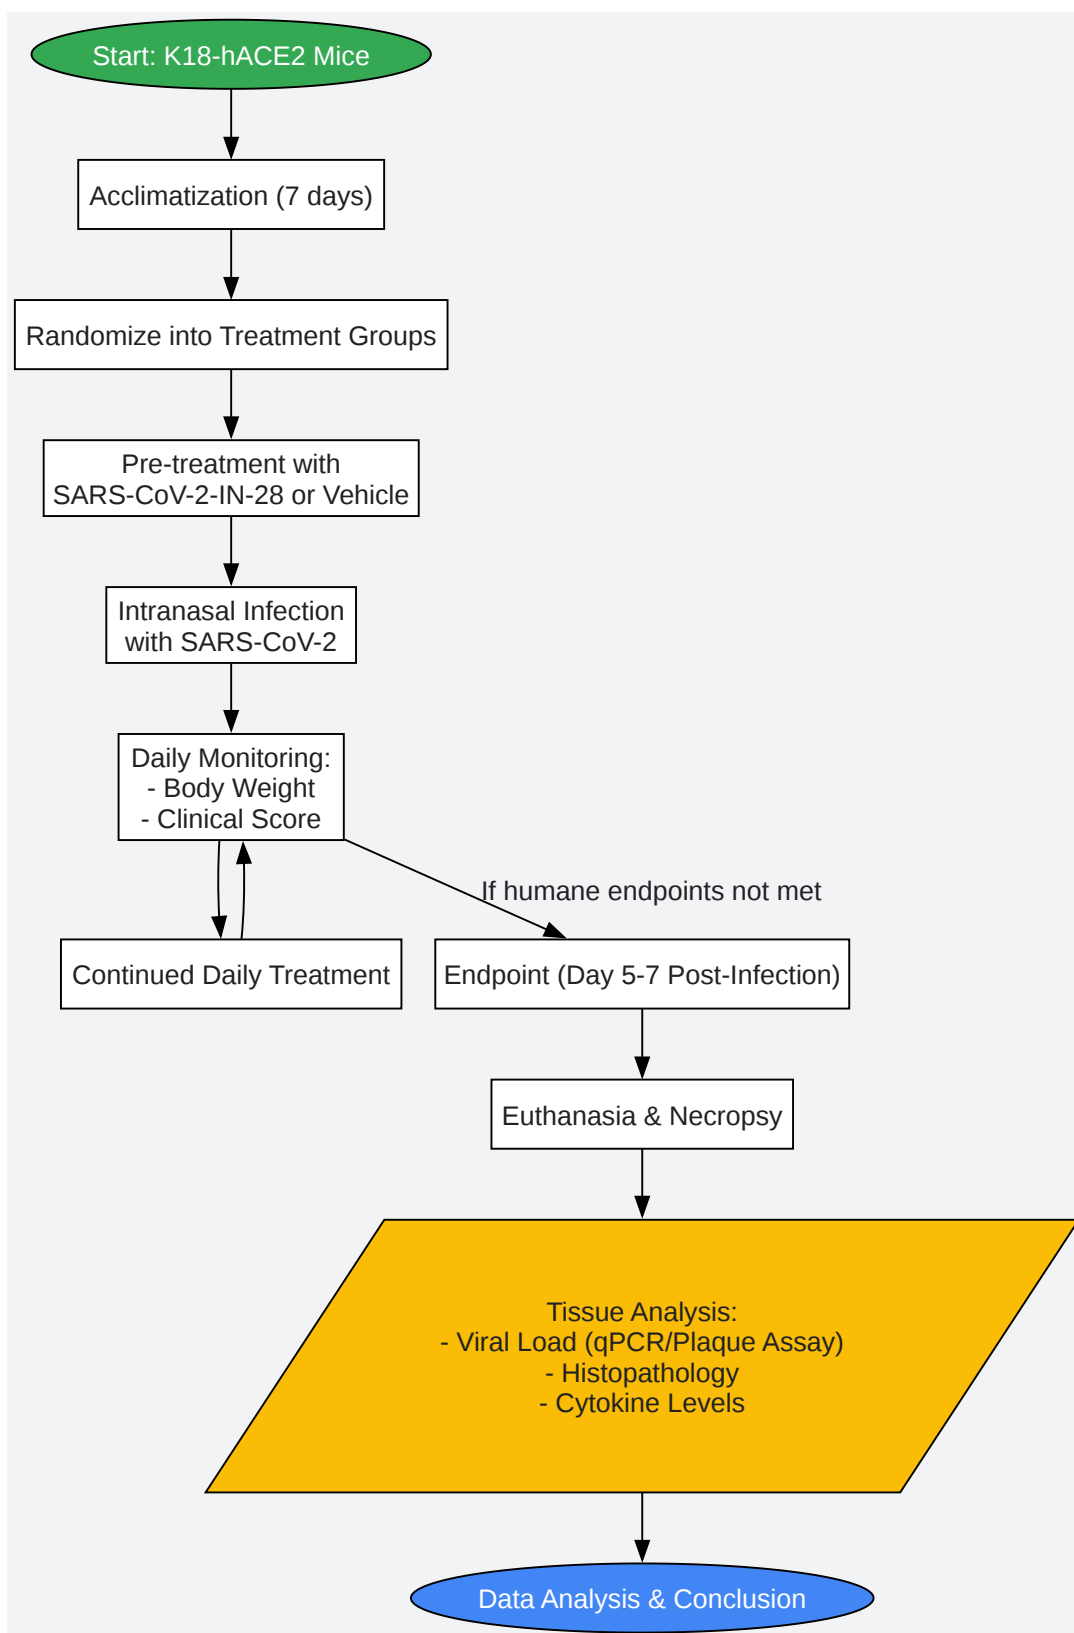 Start: K18-hACE2 Mice
Acclimatization (7 days)
Randomize into Treatment Groups
Pre-treatment with
SARS-CoV-2-IN-28 or Vehicle
Intranasal Infection
with SARS-CoV-2
Daily Monitoring:
- Body Weight
- Clinical Score
If humane endpoints not met
Continued Daily Treatment
Endpoint (Day 5-7 Post-Infection)
Euthanasia & Necropsy
Tissue Analysis:
- Viral Load (qPCR/Plaque Assay)
- Histopathology
- Cytokine Levels
Data Analysis & Conclusion